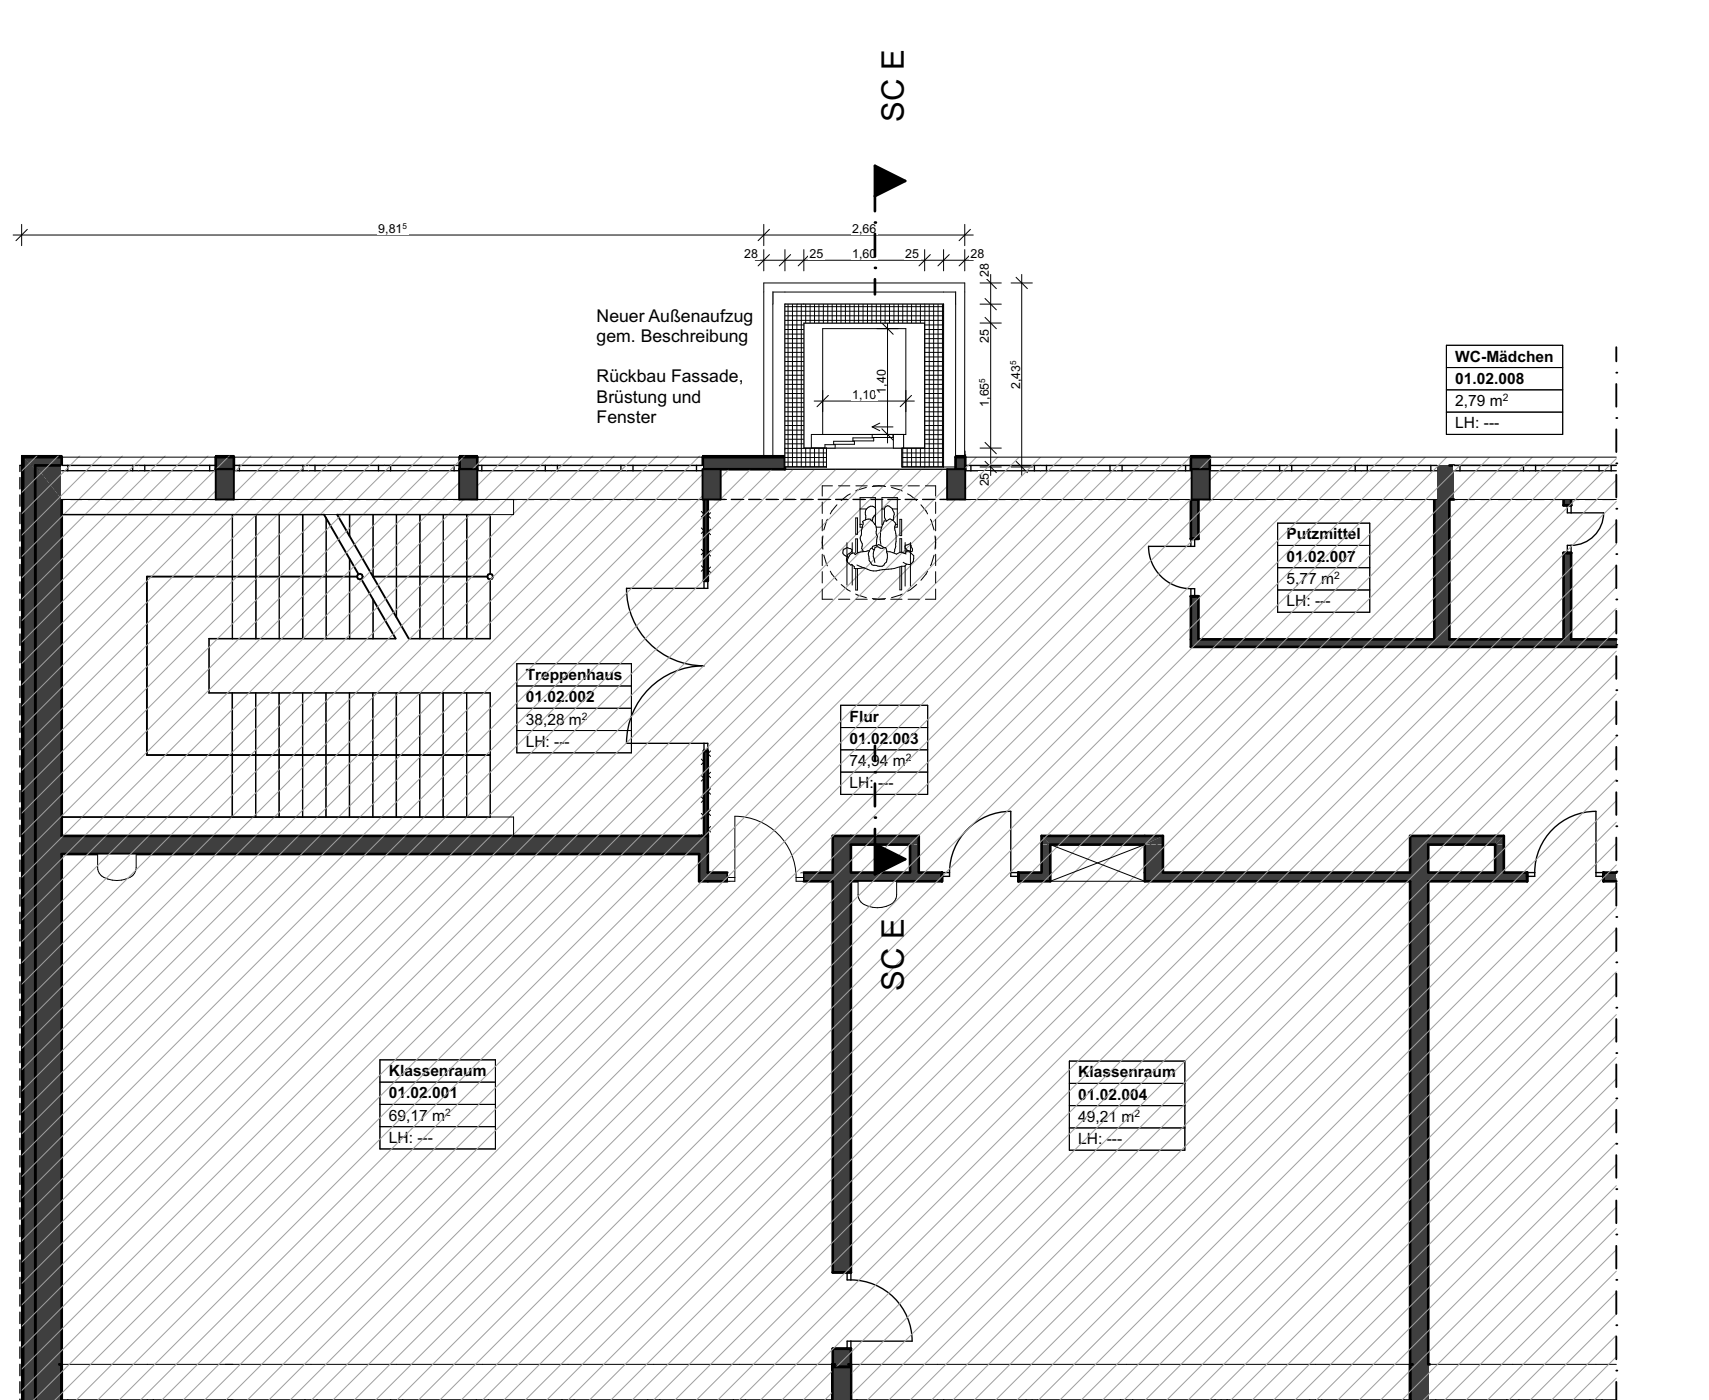 SC E
9,81⁵
2,66
28
25
1,60
25
28
28
25
1,65⁵
2,43⁵
25
Neuer Außenaufzug
gem. Beschreibung
Rückbau Fassade,
Brüstung und
Fenster
1,40
1,10
WC-Mädchen
01.02.008
2,79 m²
LH: ---
Putzmittel
01.02.007
5,77 m²
LH: ---
Treppenhaus
01.02.002
38,28 m²
LH: ---
Flur
01.02.003
74,94 m²
LH: ---
SC E
Klassenraum
01.02.001
69,17 m²
LH: ---
Klassenraum
01.02.004
49,21 m²
LH: ---